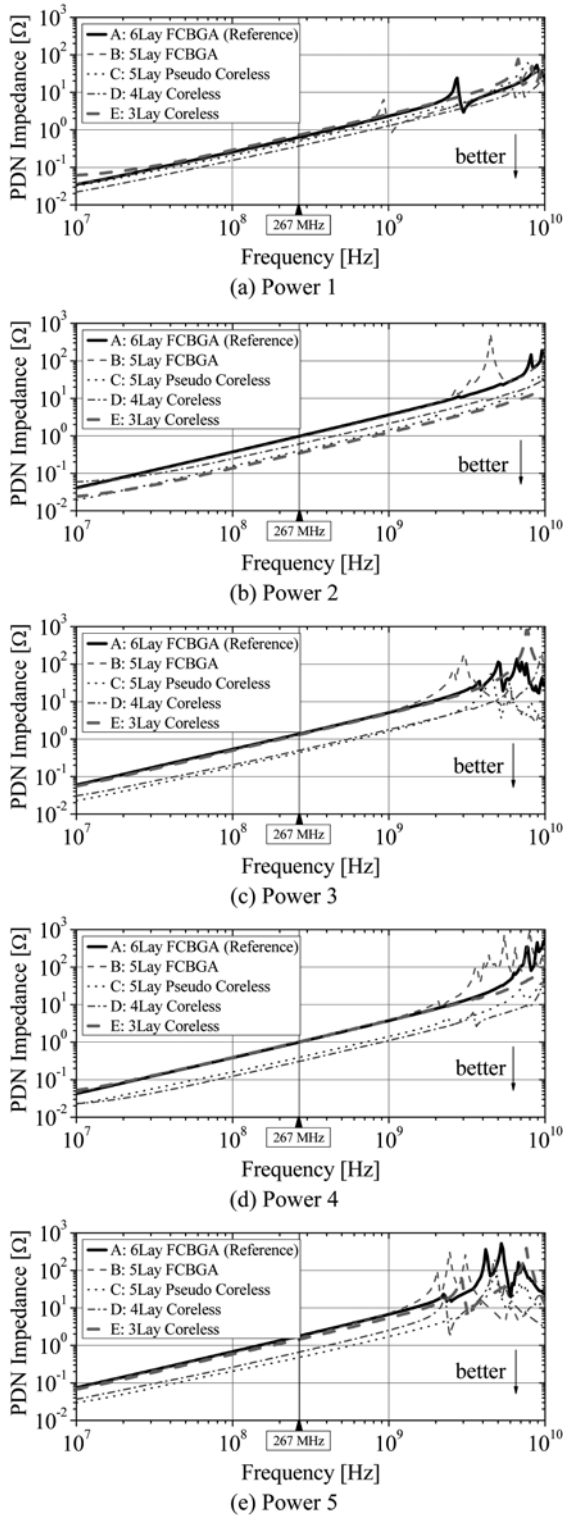 PDN Impedance [Ω]
10³
10²
10¹
10⁰
10⁻¹
10⁻²
A: 6Lay FCBGA (Reference)
B: 5Lay FCBGA
C: 5Lay Pseudo Coreless
D: 4Lay Coreless
E: 3Lay Coreless
better
10⁷
10⁸
267 MHz
10⁹
10¹⁰
Frequency [Hz]
(a) Power 1
PDN Impedance [Ω]
10³
10²
10¹
10⁰
10⁻¹
10⁻²
A: 6Lay FCBGA (Reference)
B: 5Lay FCBGA
C: 5Lay Pseudo Coreless
D: 4Lay Coreless
E: 3Lay Coreless
better
10⁷
10⁸
267 MHz
10⁹
10¹⁰
Frequency [Hz]
(b) Power 2
PDN Impedance [Ω]
10³
10²
10¹
10⁰
10⁻¹
10⁻²
A: 6Lay FCBGA (Reference)
B: 5Lay FCBGA
C: 5Lay Pseudo Coreless
D: 4Lay Coreless
E: 3Lay Coreless
better
10⁷
10⁸
267 MHz
10⁹
10¹⁰
Frequency [Hz]
(c) Power 3
PDN Impedance [Ω]
10³
10²
10¹
10⁰
10⁻¹
10⁻²
A: 6Lay FCBGA (Reference)
B: 5Lay FCBGA
C: 5Lay Pseudo Coreless
D: 4Lay Coreless
E: 3Lay Coreless
better
10⁷
10⁸
267 MHz
10⁹
10¹⁰
Frequency [Hz]
(d) Power 4
PDN Impedance [Ω]
10³
10²
10¹
10⁰
10⁻¹
10⁻²
A: 6Lay FCBGA (Reference)
B: 5Lay FCBGA
C: 5Lay Pseudo Coreless
D: 4Lay Coreless
E: 3Lay Coreless
better
10⁷
10⁸
267 MHz
10⁹
10¹⁰
Frequency [Hz]
(e) Power 5